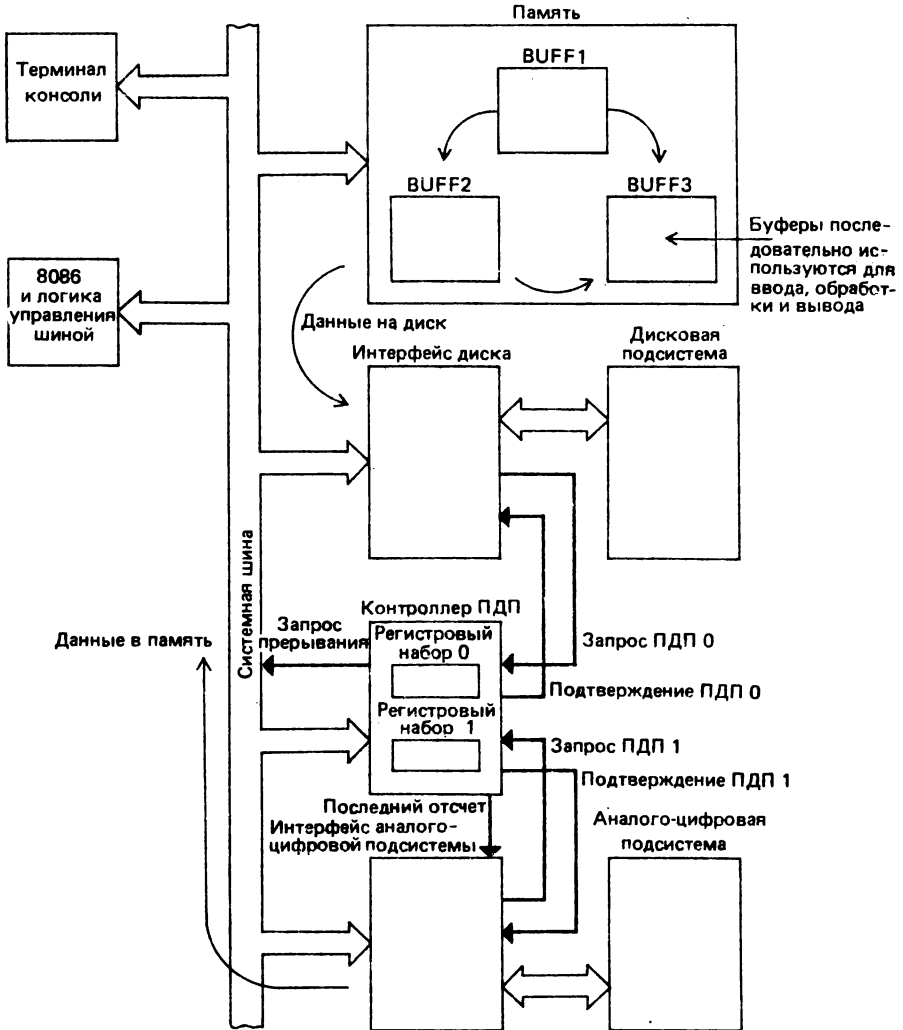 Память
BUFF1
Терминал
консоли
BUFF2
BUFF3
Буферы после-
довательно ис-
пользуются для
ввода, обработ-
ки и вывода
8086
и логика
управления
шиной
Данные на диск
Интерфейс диска
Дисковая
подсистема
Системная шина
Контроллер ПДП
Запрос
прерывания
Регистровый
набор 0
Данные в память
Запрос ПДП 0
Подтверждение ПДП 0
Регистровый
набор 1
Запрос ПДП 1
Подтверждение ПДП 1
Последний отсчет
Интерфейс аналого-
цифровой подсистемы
Аналого-цифровая
подсистема